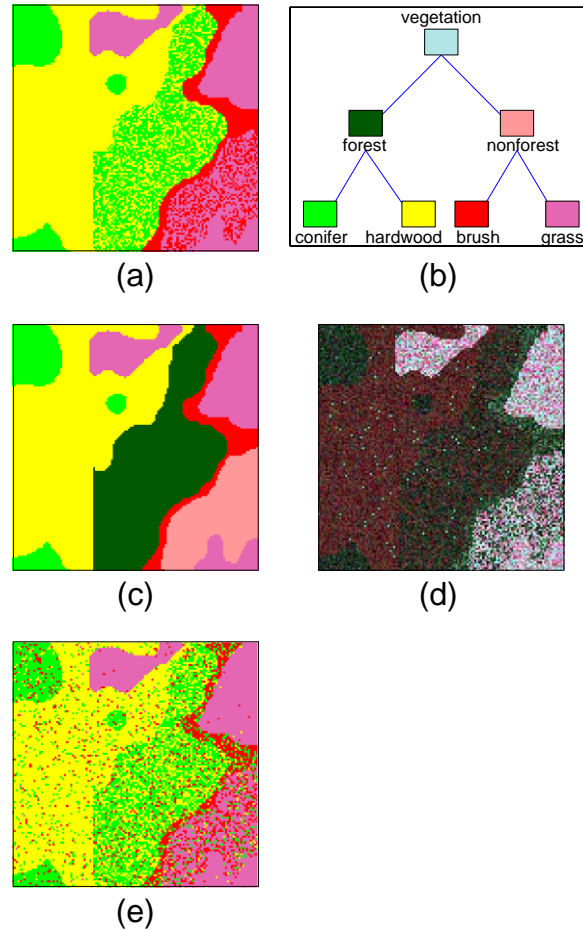 vegetation
forest nonforest
conifer hardwood brush grass
(a) (b)
(c) (d)
(e)